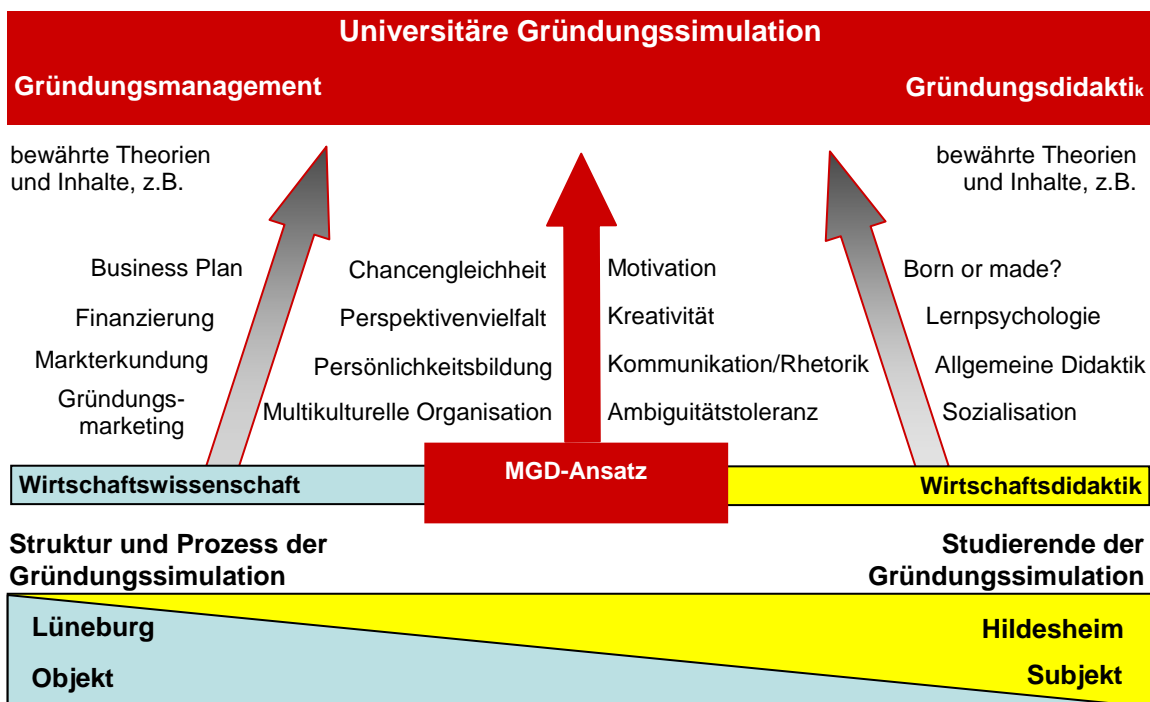 Universitäre Gründungssimulation
Gründungsmanagement
Gründungsdidaktik
bewährte Theorien
und Inhalte, z.B.
bewährte Theorien
und Inhalte, z.B.
Business Plan
Chancengleichheit
Motivation
Born or made?
Finanzierung
Perspektivenvielfalt
Kreativität
Lernpsychologie
Markterkundung
Persönlichkeitsbildung
Kommunikation/Rhetorik
Allgemeine Didaktik
Gründungs-
marketing
Multikulturelle Organisation
Ambiguitätstoleranz
Sozialisation
Wirtschaftswissenschaft
MGD-Ansatz
Wirtschaftsdidaktik
Struktur und Prozess der
Gründungssimulation
Studierende der
Gründungssimulation
Lüneburg
Hildesheim
Objekt
Subjekt